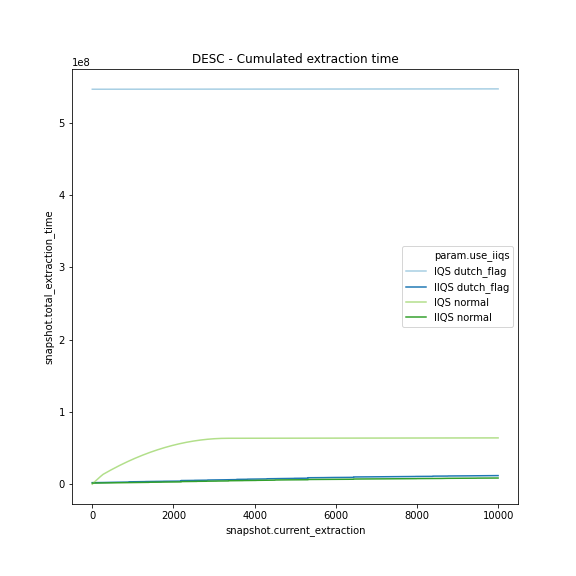 DESC - Cumulated extraction time
1e8
5
4
3
2
1
0
snapshot.total_extraction_time
param.use_iiqs
IQS dutch_flag
IIQS dutch_flag
IQS normal
IIQS normal
0 2000 4000 6000 8000 10000
snapshot.current_extraction